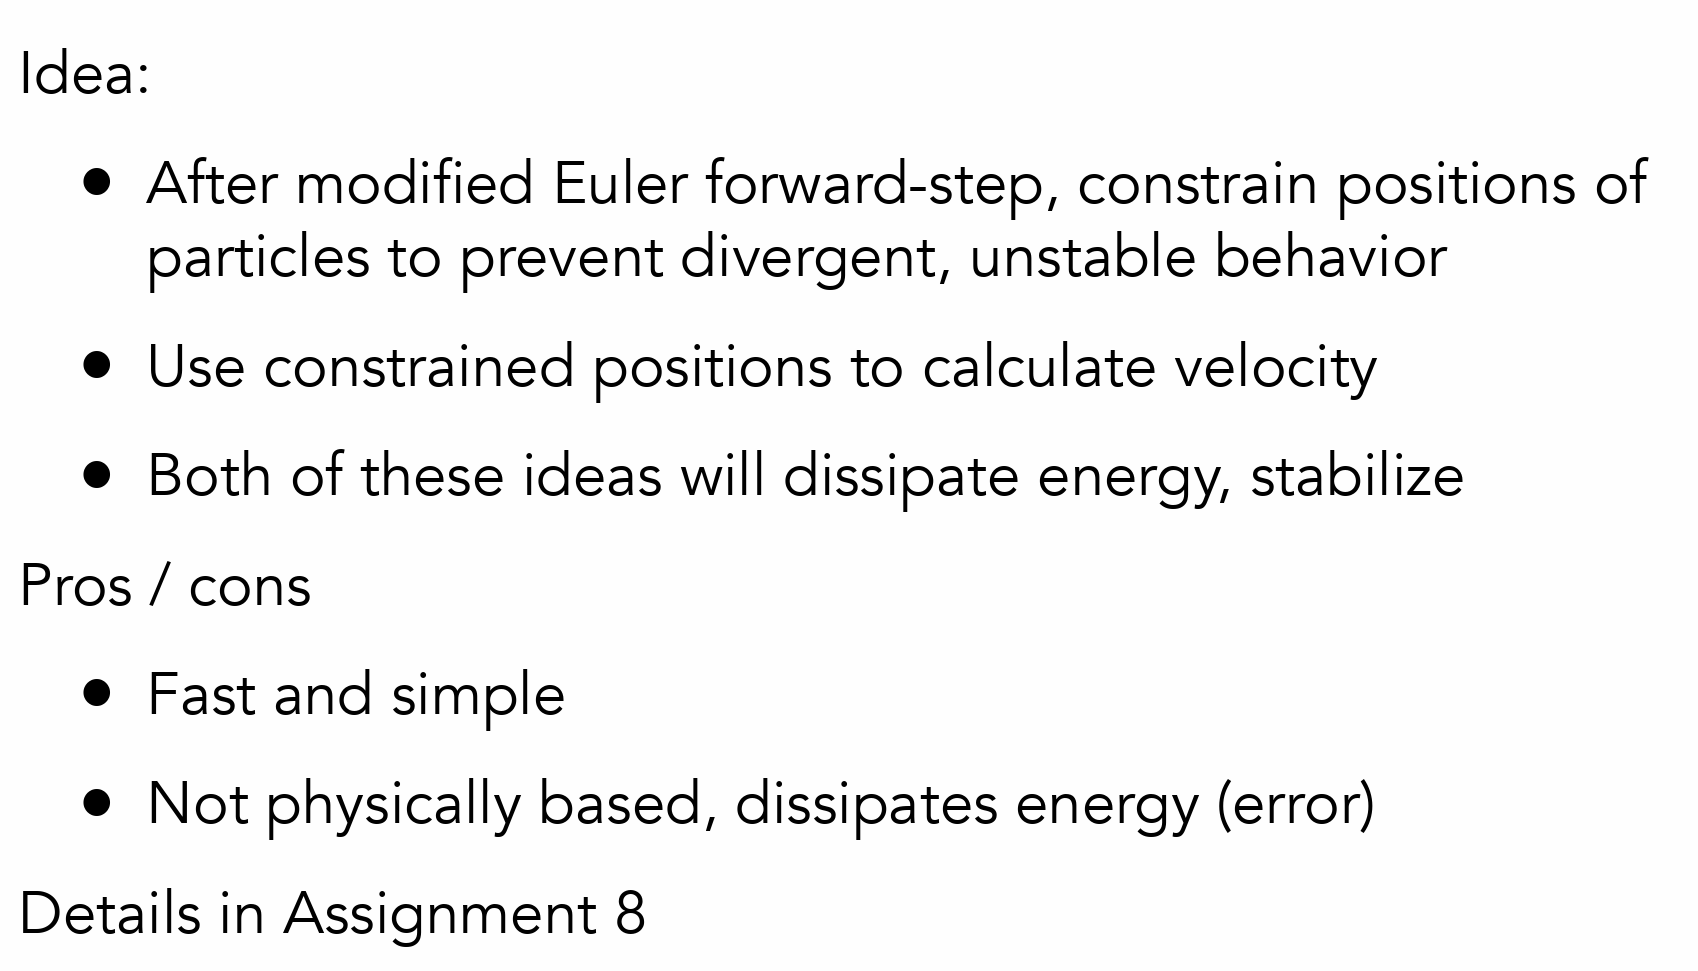 Idea:
● After modified Euler forward-step, constrain positions of
particles to prevent divergent, unstable behavior
● Use constrained positions to calculate velocity
● Both of these ideas will dissipate energy, stabilize
Pros / cons
● Fast and simple
● Not physically based, dissipates energy (error)
Details in Assignment 8